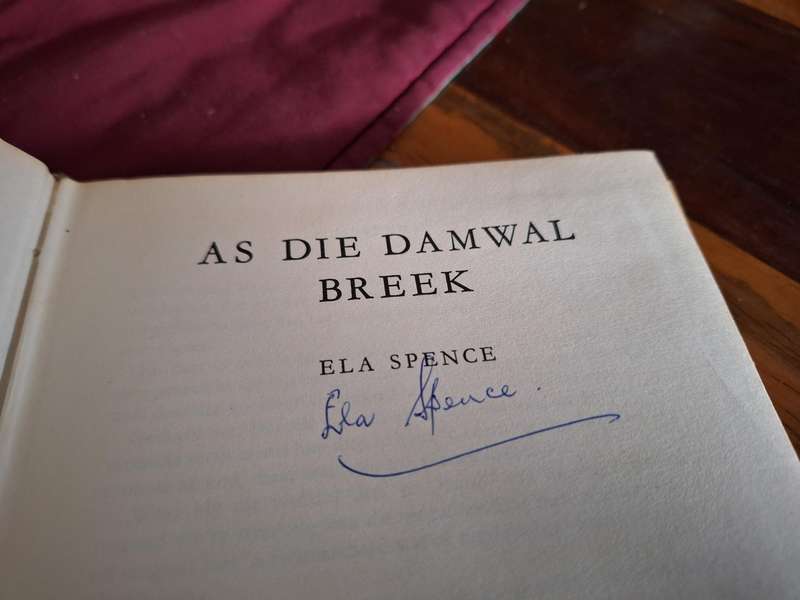 AS DIE DAMWAL
BREEK
ELA SPENCE
Ela Spence.